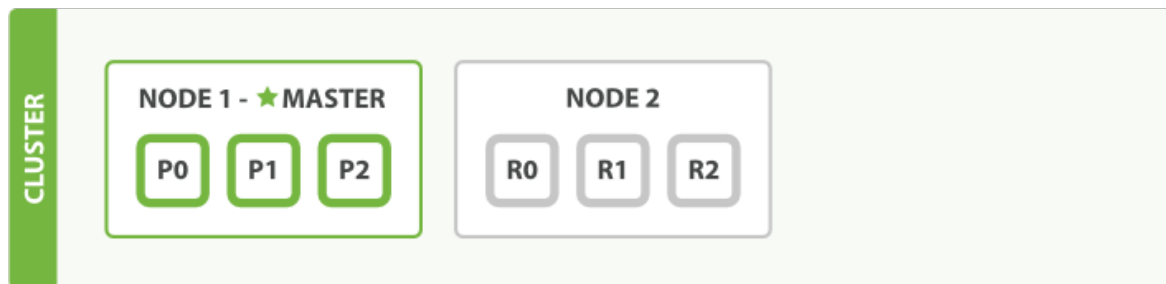 CLUSTER
NODE 1 - ★ MASTER
P0 P1 P2
NODE 2
R0 R1 R2